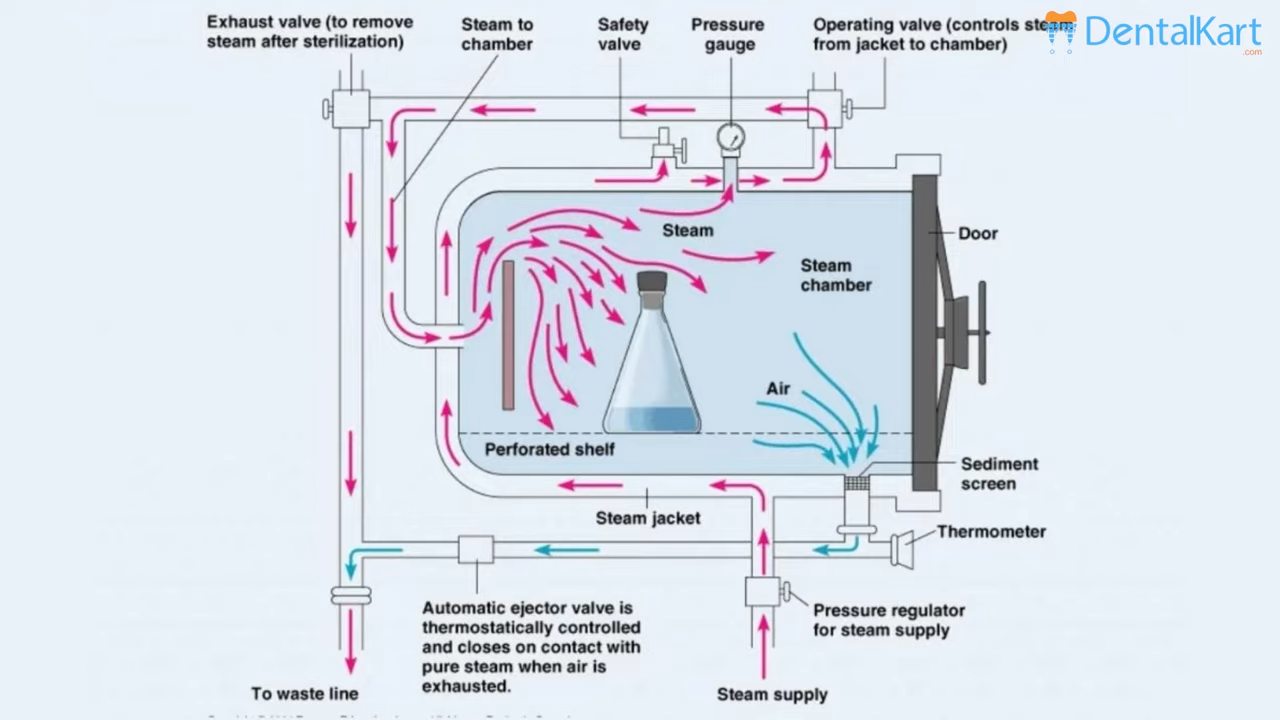 Exhaust valve (to remove
steam after sterilization)
Steam to
chamber
Safety
valve
Pressure
gauge
Operating valve (controls steam
from jacket to chamber)
DentalKart
.com
Steam
Steam
chamber
Door
Air
Perforated shelf
Sediment
screen
Steam jacket
Thermometer
Automatic ejector valve is
thermostatically controlled
and closes on contact with
pure steam when air is
exhausted.
Pressure regulator
for steam supply
To waste line
Steam supply